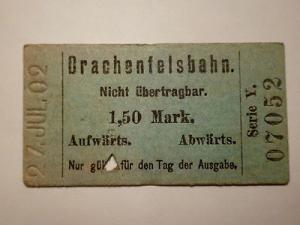 Drachenfelsbahn.
Nicht übertragbar.
1,50 Mark.
Aufwärts. Abwärts.
Nur gültig für den Tag der Ausgabe.
27.JUL.02
Serie Y.
07052